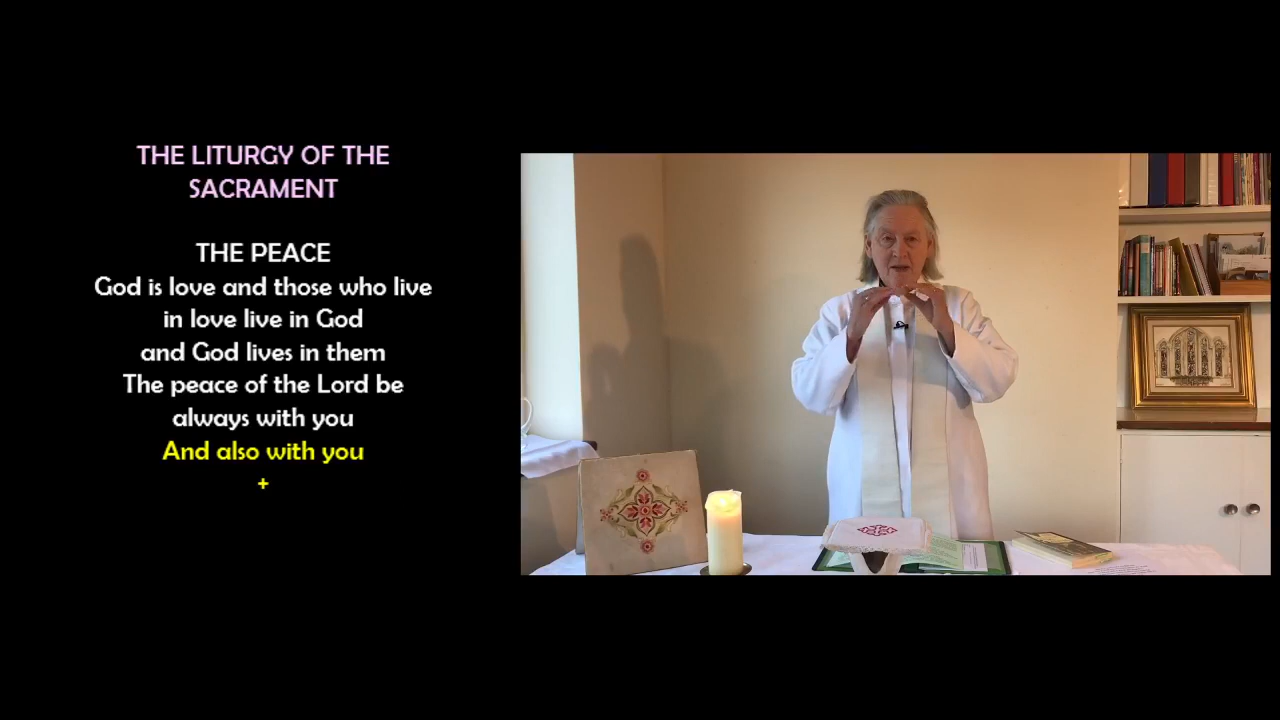 THE LITURGY OF THE
SACRAMENT
THE PEACE
God is love and those who live
in love live in God
and God lives in them
The peace of the Lord be
always with you
And also with you
+